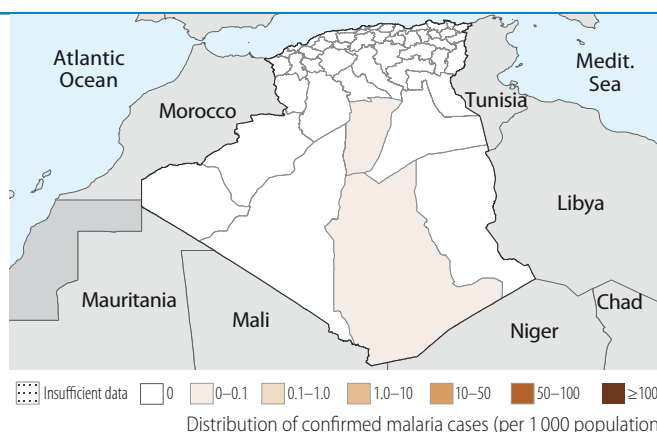 Atlantic
Ocean
Medit.
Sea
Morocco
Tunisia
Libya
Mauritania
Mali
Niger
Chad
Insufficient data 0 0–0.1 0.1–1.0 1.0–10 10–50 50–100 ≥100
Distribution of confirmed malaria cases (per 1 000 population